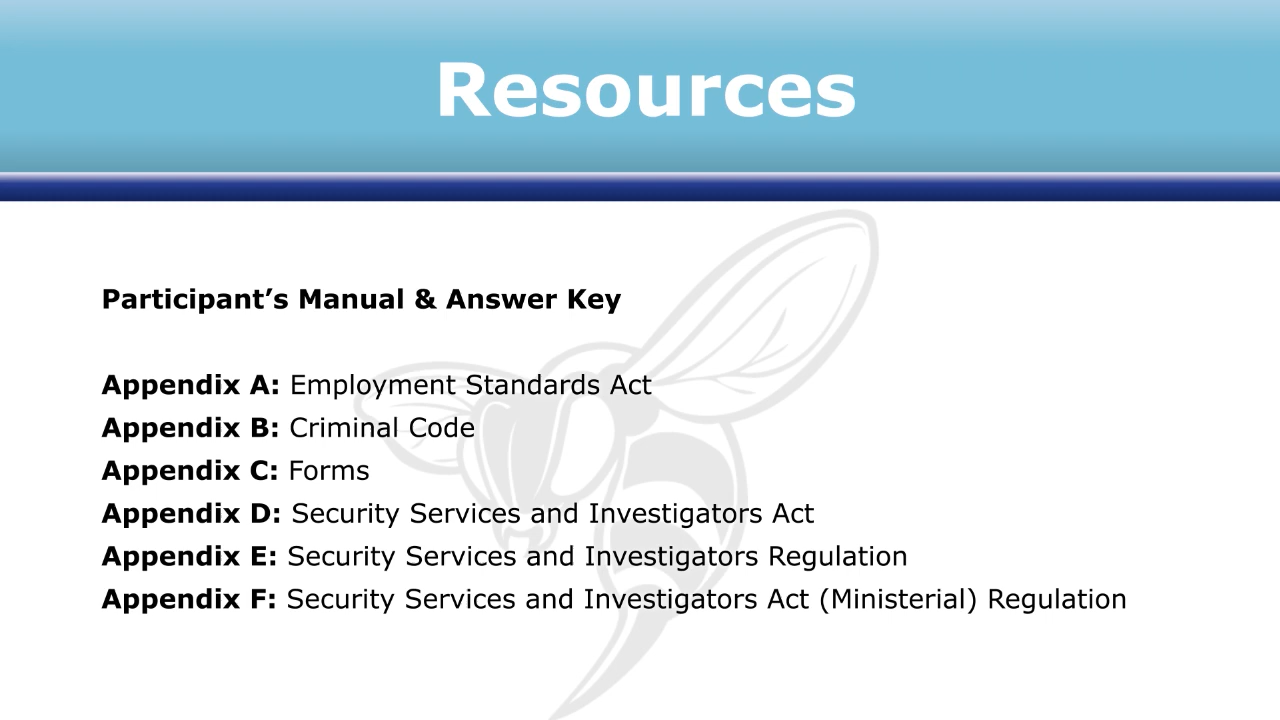 Resources
Participant’s Manual & Answer Key
Appendix A: Employment Standards Act
Appendix B: Criminal Code
Appendix C: Forms
Appendix D: Security Services and Investigators Act
Appendix E: Security Services and Investigators Regulation
Appendix F: Security Services and Investigators Act (Ministerial) Regulation